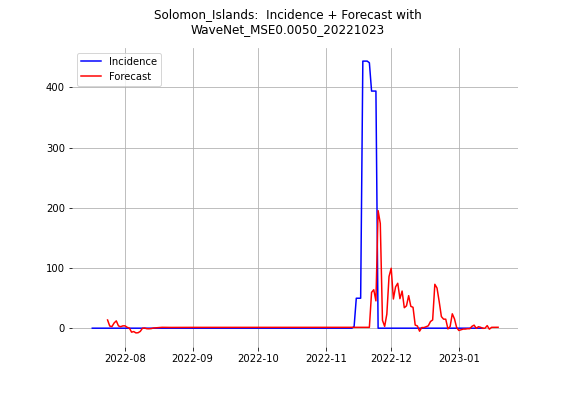 Solomon_Islands:  Incidence + Forecast with
WaveNet_MSE0.0050_20221023
Incidence
Forecast
400
300
200
100
0
2022-08 2022-09 2022-10 2022-11 2022-12 2023-01